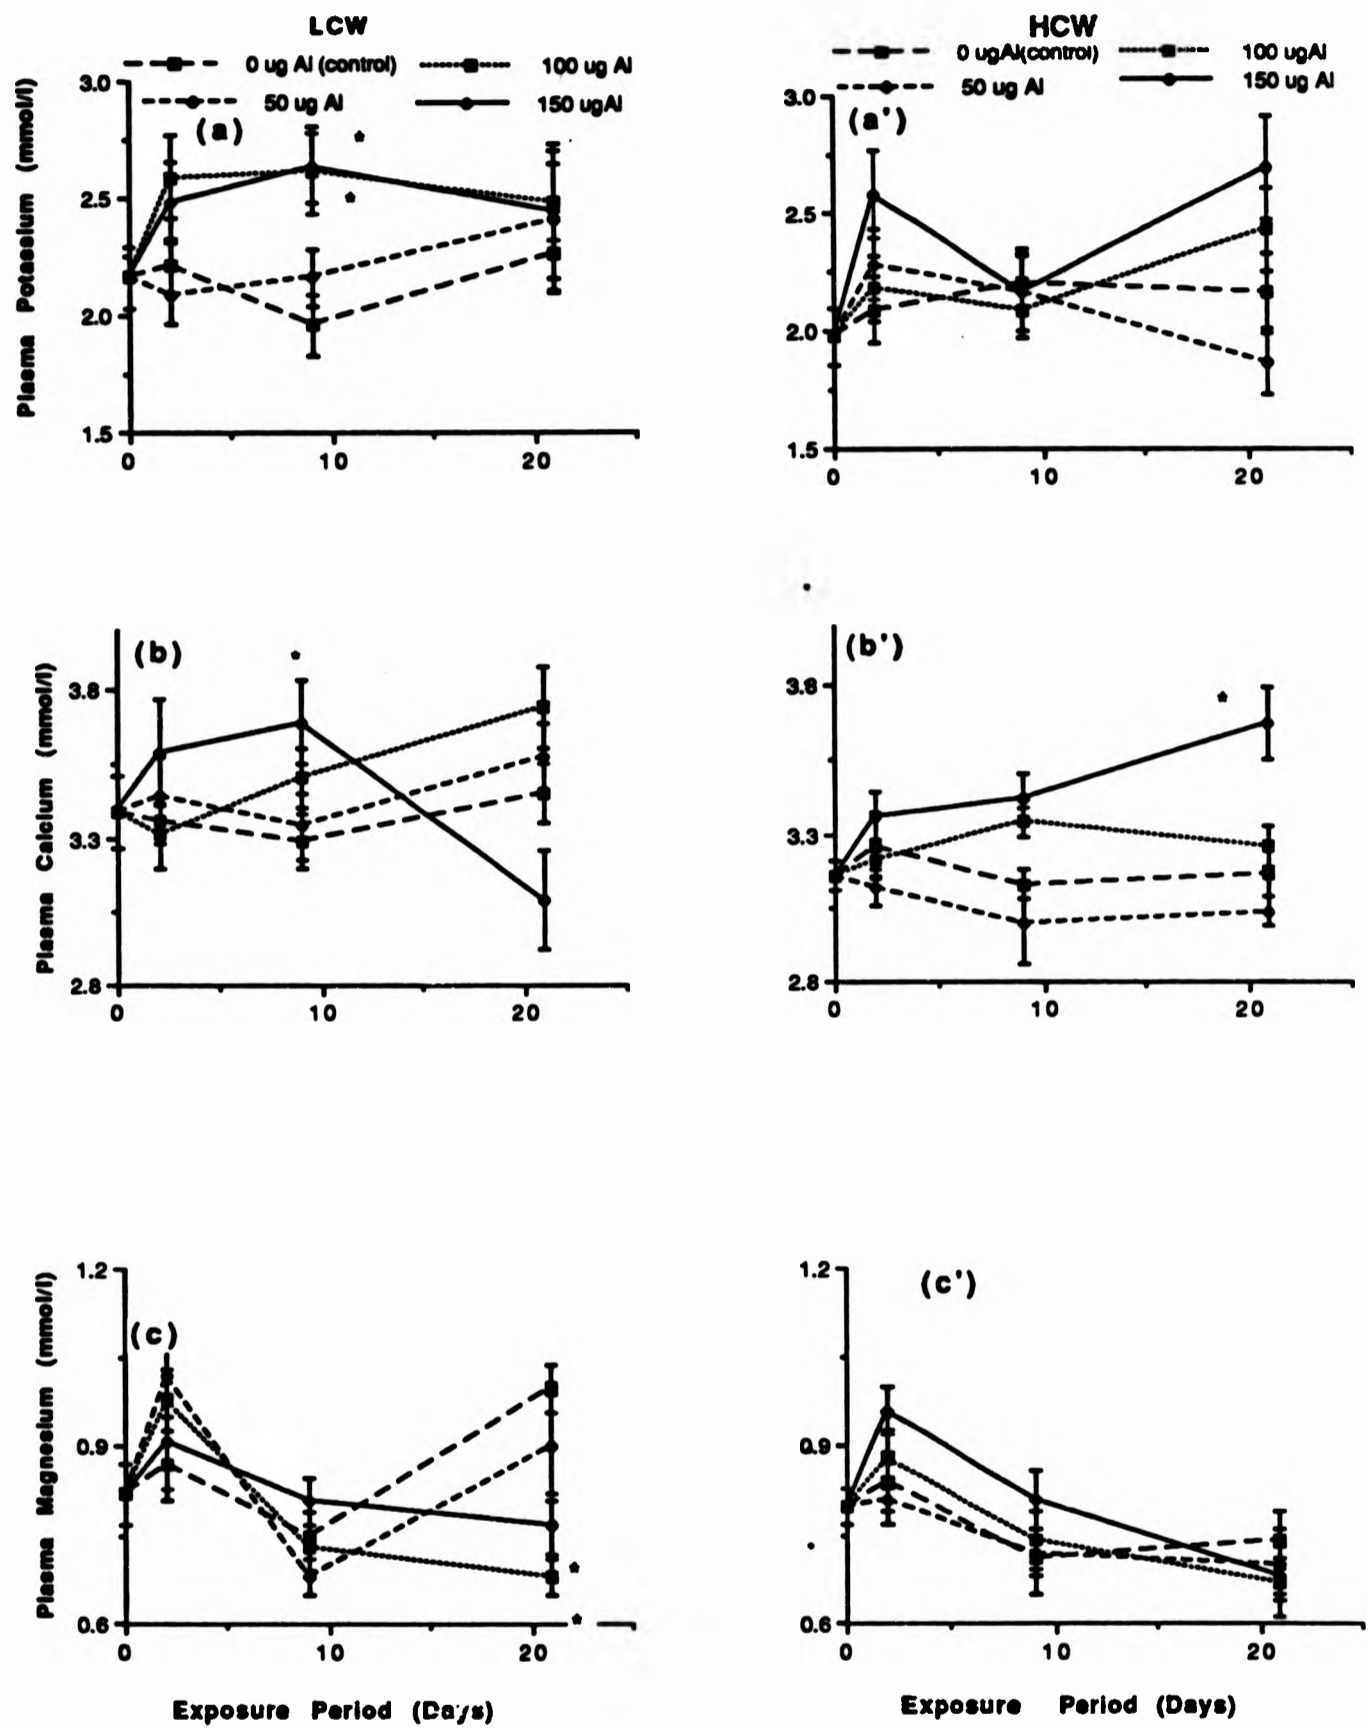 LCW
0 ug Al (control) 100 ug Al
50 ug Al 150 ugAl
HCW
0 ugAl(control) 100 ugAl
50 ug Al 150 ug Al
Plasma Potassium (mmol/l)
3.0
2.5
2.0
1.5
(a)
*
*
0 10 20
3.0
2.5
2.0
1.5
(a')
0 10 20
Plasma Calcium (mmol/l)
3.8
3.3
2.8
(b)
*
0 10 20
3.8
3.3
2.8
(b')
*
0 10 20
Plasma Magnesium (mmol/l)
1.2
0.9
0.6
(c)
*
*
0 10 20
Exposure Period (Days)
1.2
0.9
0.6
(c')
0 10 20
Exposure Period (Days)